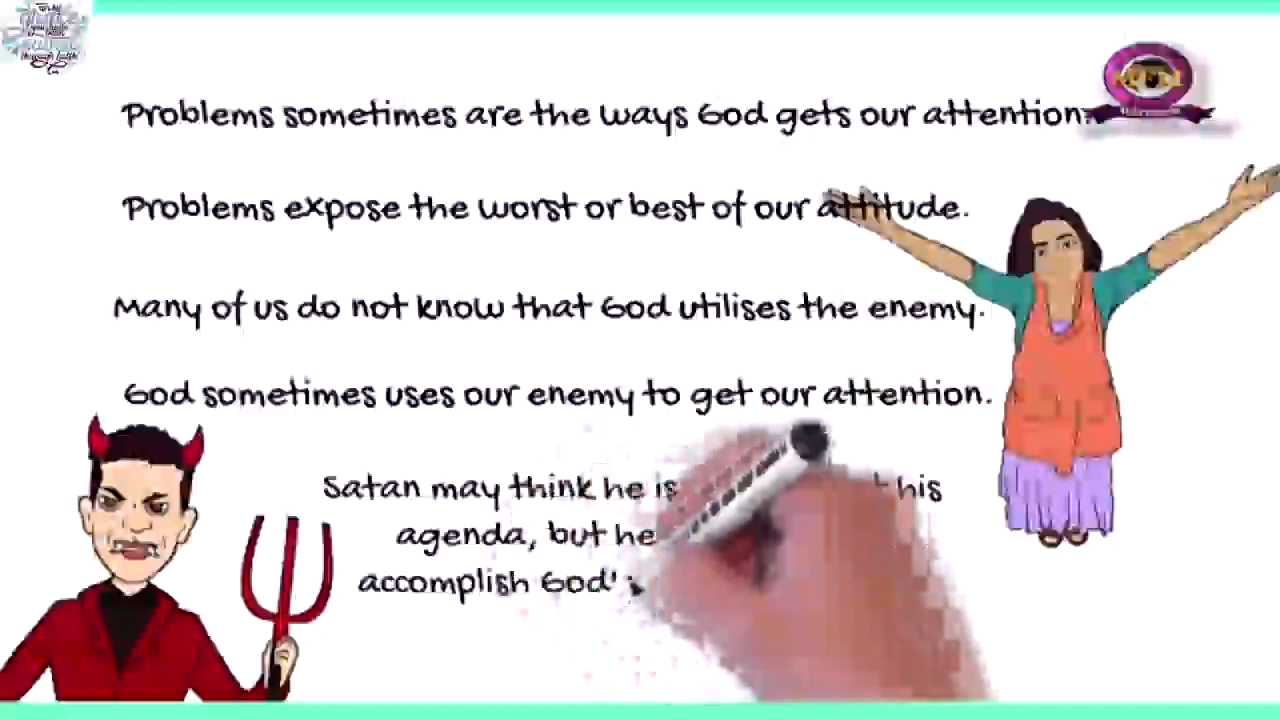 Problems sometimes are the ways God gets our attention.
Problems expose the worst or best of our attitude.
Many of us do not know that God utilises the enemy.
God sometimes uses our enemy to get our attention.
Satan may think he is his
agenda, but he
accomplish God'